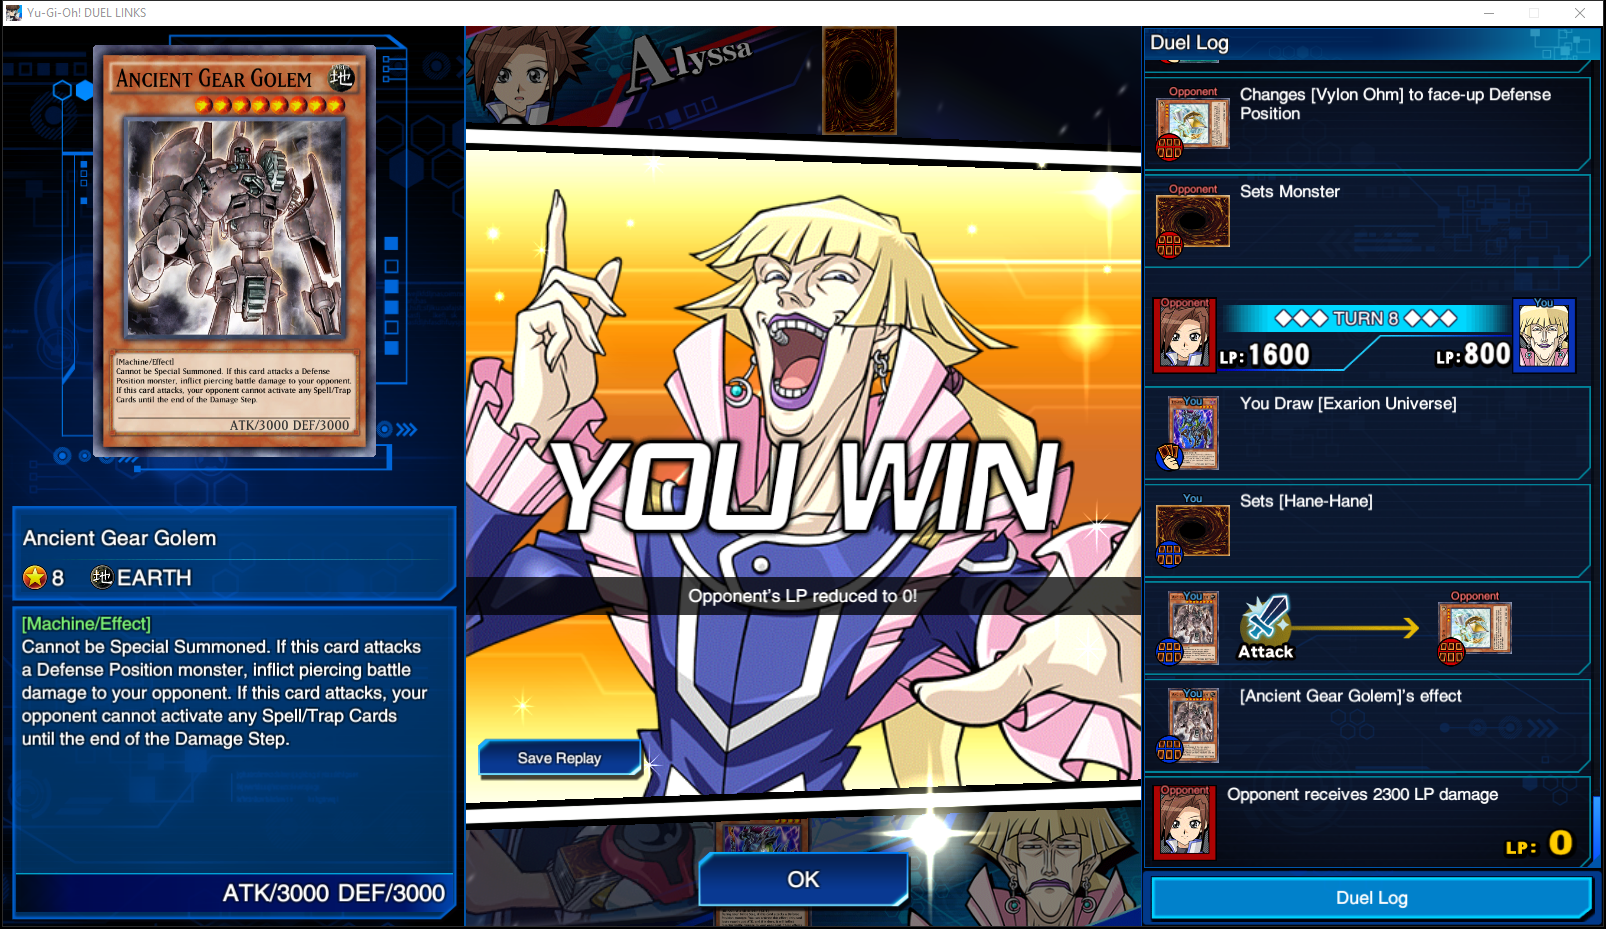 Yu-Gi-Oh! DUEL LINKS
ANCIENT GEAR GOLEM
地
[Machine/Effect]
Cannot be Special Summoned. If this card attacks a Defense
Position monster, inflict piercing battle damage to your opponent.
If this card attacks, your opponent cannot activate any Spell/Trap
Cards until the end of the Damage Step.
ATK/3000 DEF/3000
Ancient Gear Golem
8 地 EARTH
[Machine/Effect]
Cannot be Special Summoned. If this card attacks
a Defense Position monster, inflict piercing battle
damage to your opponent. If this card attacks, your
opponent cannot activate any Spell/Trap Cards
until the end of the Damage Step.
ATK/3000 DEF/3000
Alyssa
YOU WIN
Opponent's LP reduced to 0!
Save Replay
OK
Duel Log
Opponent
Changes [Vylon Ohm] to face-up Defense
Position
Opponent
Sets Monster
Opponent
TURN 8
You
LP:1600
LP:800
You
You Draw [Exarion Universe]
You
Sets [Hane-Hane]
You
Attack
Opponent
You
[Ancient Gear Golem]'s effect
Opponent
Opponent receives 2300 LP damage
LP: 0
Duel Log